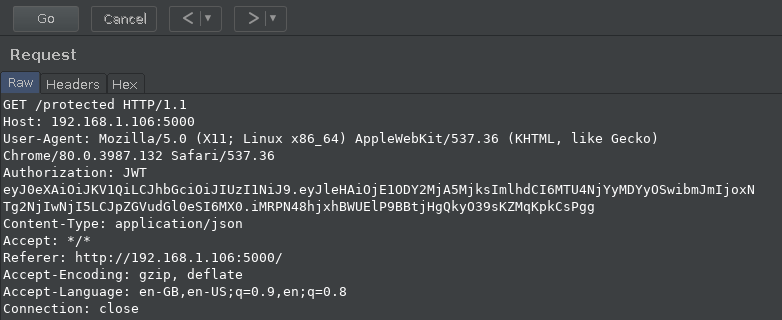 Go Cancel < > 
Request
Raw Headers Hex
GET /protected HTTP/1.1
Host: 192.168.1.106:5000
User-Agent: Mozilla/5.0 (X11; Linux x86_64) AppleWebKit/537.36 (KHTML, like Gecko)
Chrome/80.0.3987.132 Safari/537.36
Authorization: JWT
eyJ0eXAiOiJKV1QiLCJhbGciOiJIUzI1NiJ9.eyJleHAiOjE1ODY2MjA5MjksImlhdCI6MTU4NjYyMDYyOSwibmJmIjoxN
Tg2NjIwNjI5LCJpZGVudGl0eSI6MX0.iMRPN48hjxhBWUElP9BBtjHgQkyO39sKZMqKpkCsPgg
Content-Type: application/json
Accept: */*
Referer: http://192.168.1.106:5000/
Accept-Encoding: gzip, deflate
Accept-Language: en-GB,en-US;q=0.9,en;q=0.8
Connection: close